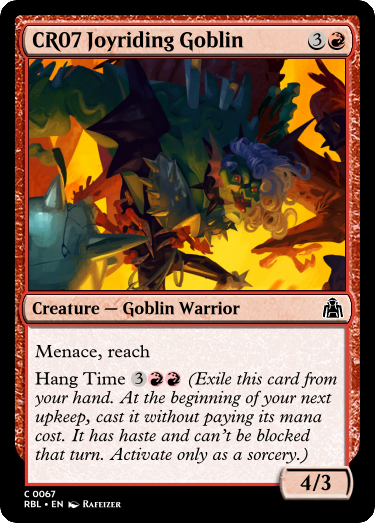 CR07 Joyriding Goblin 3
Creature — Goblin Warrior
Menace, reach
Hang Time 3 (Exile this card from
your hand. At the beginning of your next
upkeep, cast it without paying its mana
cost. It has haste and can't be blocked
that turn. Activate only as a sorcery.)
4/3
C 0067
RBL • EN Rafeizer